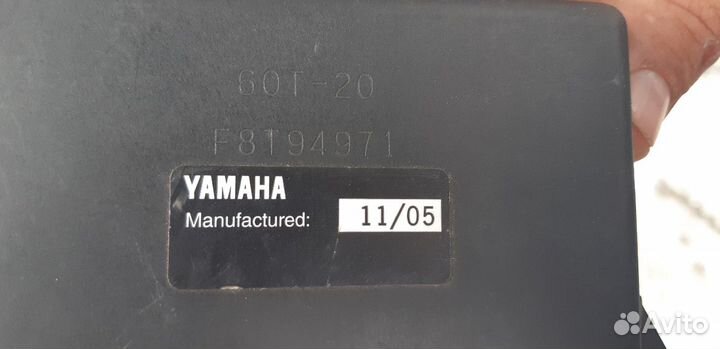 60T-20
F8T94971
YAMAHA
Manufactured: 11/05
Avito